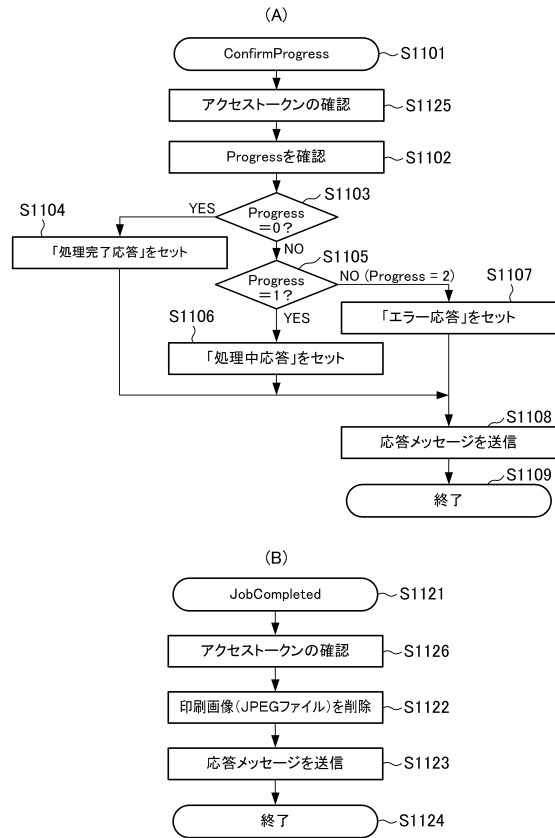 (A)
ConfirmProgress
S1101
アクセストークンの確認
S1125
Progressを確認
S1102
S1103
Progress
=0?
YES
NO
S1104
「処理完了応答」をセット
S1105
Progress
=1?
NO (Progress = 2)
YES
S1107
「エラー応答」をセット
S1106
「処理中応答」をセット
S1108
応答メッセージを送信
S1109
終了
(B)
JobCompleted
S1121
アクセストークンの確認
S1126
印刷画像(JPEGファイル)を削除
S1122
応答メッセージを送信
S1123
終了
S1124